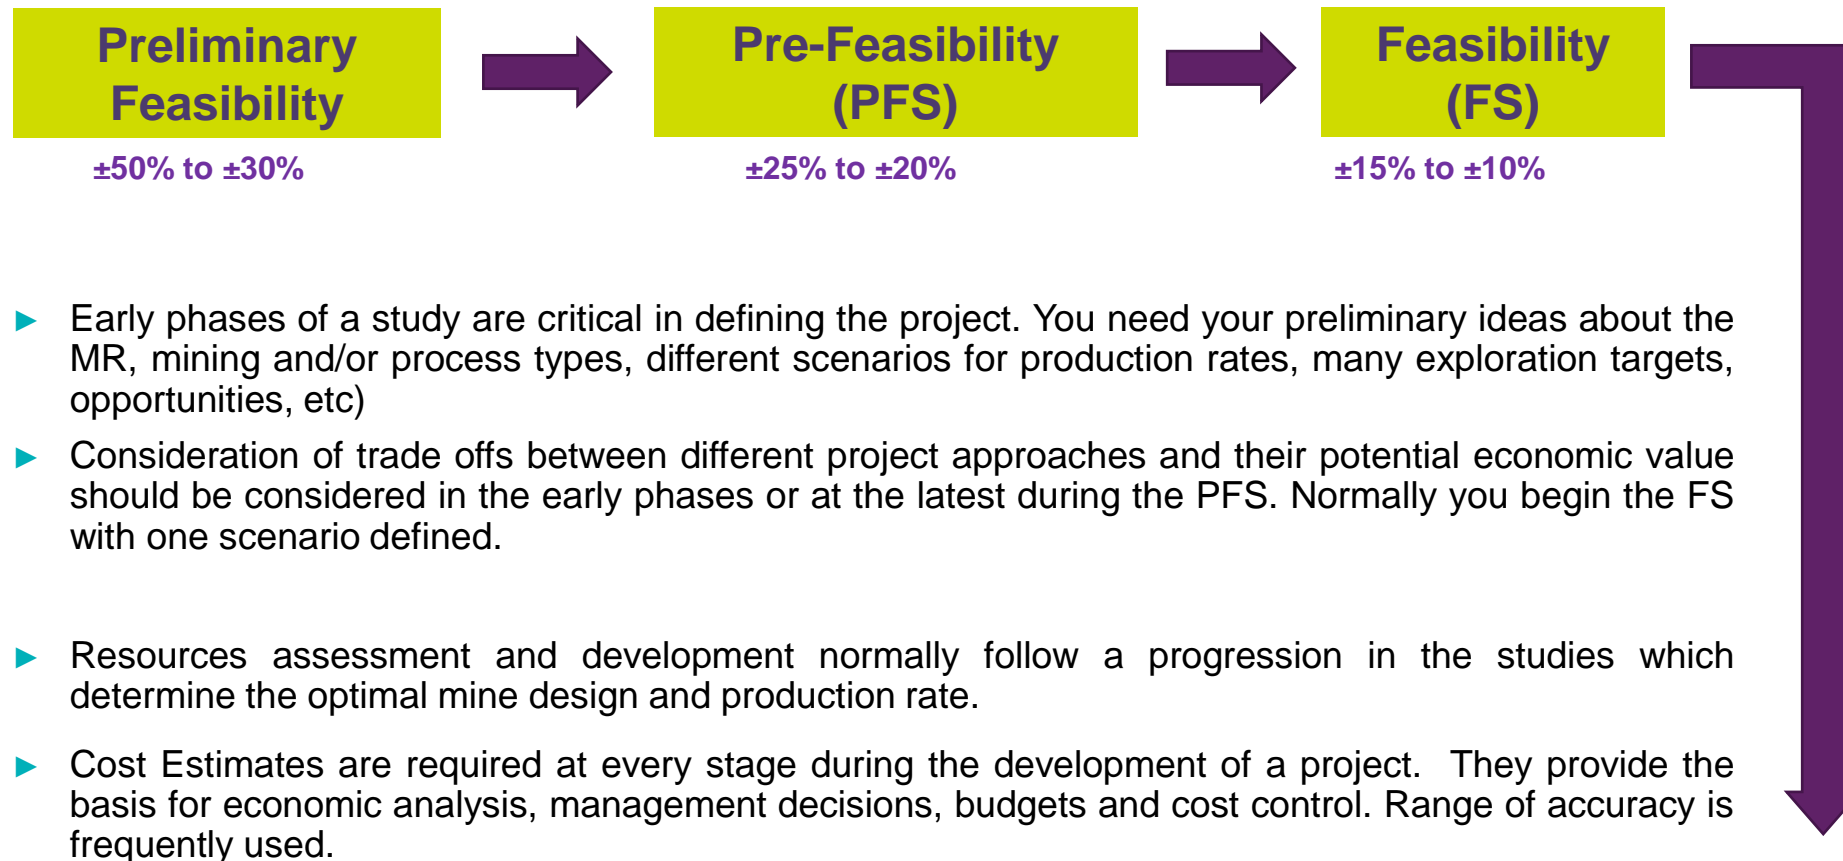 Preliminary
Feasibility
Pre-Feasibility
(PFS)
Feasibility
(FS)
±50% to ±30%
±25% to ±20%
±15% to ±10%
► Early phases of a study are critical in defining the project. You need your preliminary ideas about the
MR, mining and/or process types, different scenarios for production rates, many exploration targets,
opportunities, etc)
► Consideration of trade offs between different project approaches and their potential economic value
should be considered in the early phases or at the latest during the PFS. Normally you begin the FS
with one scenario defined.
► Resources assessment and development normally follow a progression in the studies which
determine the optimal mine design and production rate.
► Cost Estimates are required at every stage during the development of a project. They provide the
basis for economic analysis, management decisions, budgets and cost control. Range of accuracy is
frequently used.